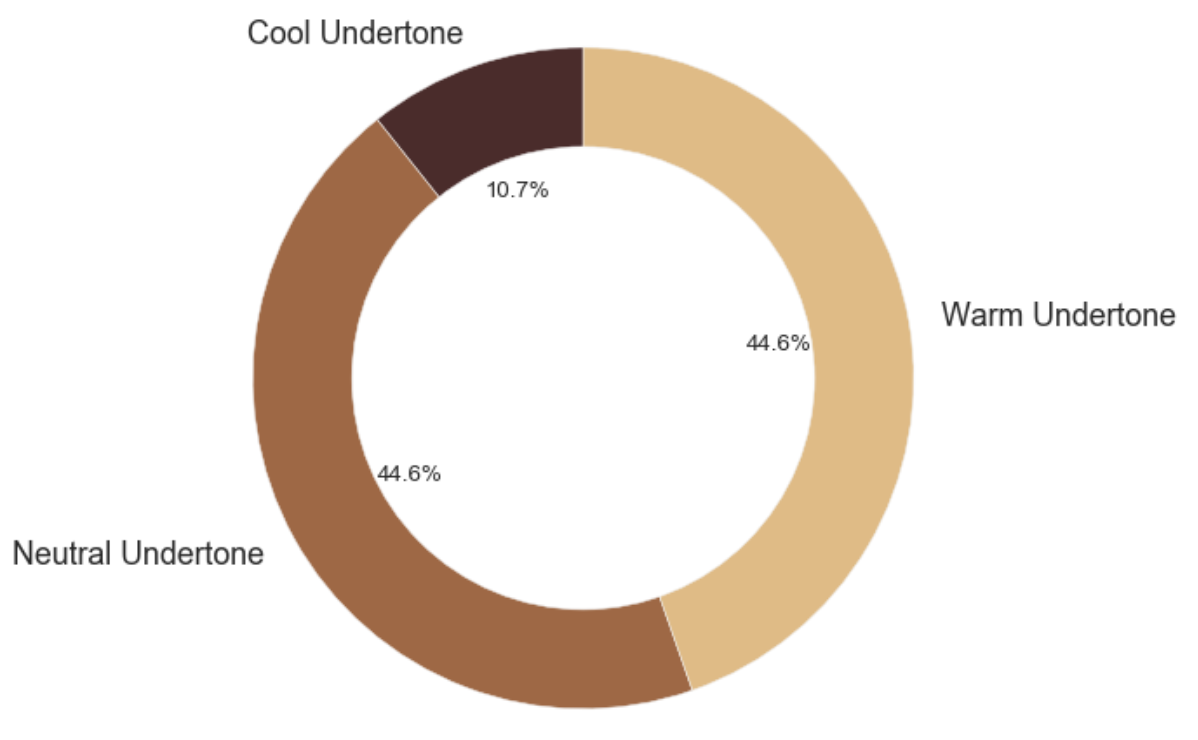 Cool Undertone
10.7%
Warm Undertone
44.6%
44.6%
Neutral Undertone